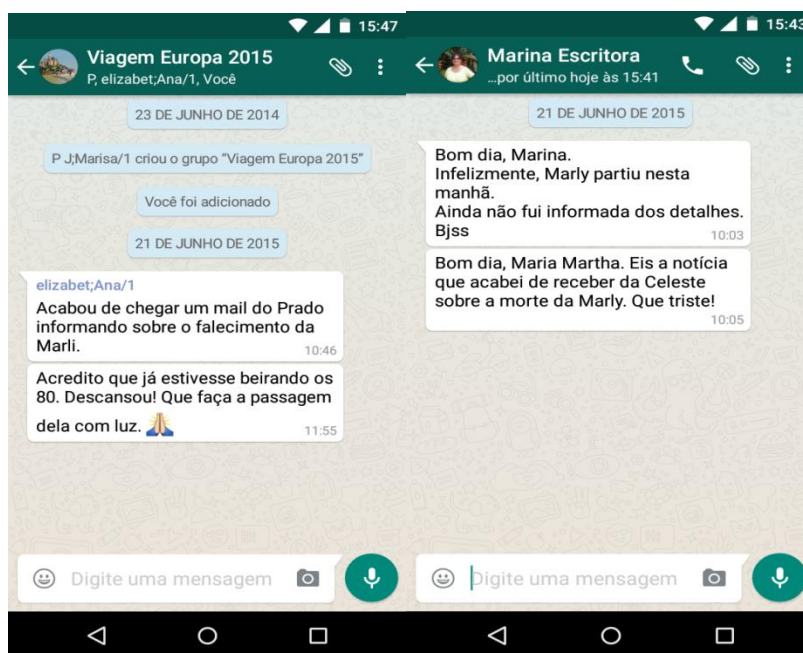 15:47
Viagem Europa 2015
P, elizabet;Ana/1, Você
23 DE JUNHO DE 2014
P J;Marisa/1 criou o grupo "Viagem Europa 2015"
Você foi adicionado
21 DE JUNHO DE 2015
elizabet;Ana/1
Acabou de chegar um mail do Prado
informando sobre o falecimento da
Marli.
10:46
Acredito que já estivesse beirando os
80. Descansou! Que faça a passagem
dela com luz.
11:55
Digite uma mensagem
15:43
Marina Escritora
...por último hoje às 15:41
21 DE JUNHO DE 2015
Bom dia, Marina.
Infelizmente, Marly partiu nesta
manhã.
Ainda não fui informada dos detalhes.
Bjss
10:03
Bom dia, Maria Martha. Eis a notícia
que acabei de receber da Celeste
sobre a morte da Marly. Que triste!
10:05
Digite uma mensagem